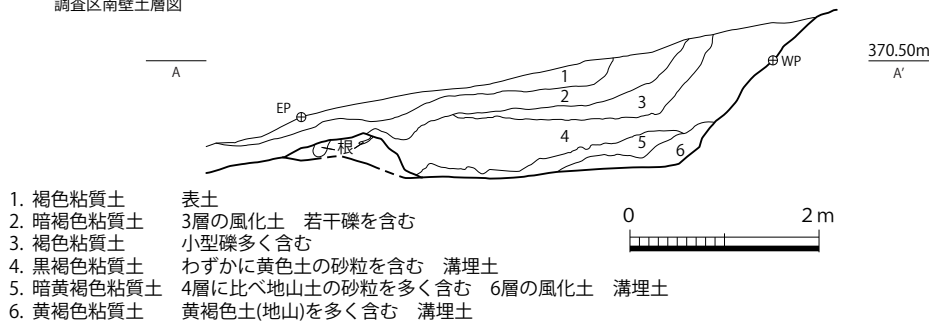 調査区南壁土層図
370.50m
A
A'
WP
EP
1
2
3
4
5
6
根
1. 褐色粘質土 表土
2. 暗褐色粘質土 3層の風化土 若干礫を含む
3. 褐色粘質土 小型礫多く含む
4. 黒褐色粘質土 わずかに黄色土の砂粒を含む 溝埋土
5. 暗黄褐色粘質土 4層に比べ地山土の砂粒を多く含む 6層の風化土 溝埋土
6. 黄褐色粘質土 黄褐色土(地山)を多く含む 溝埋土
0 2m